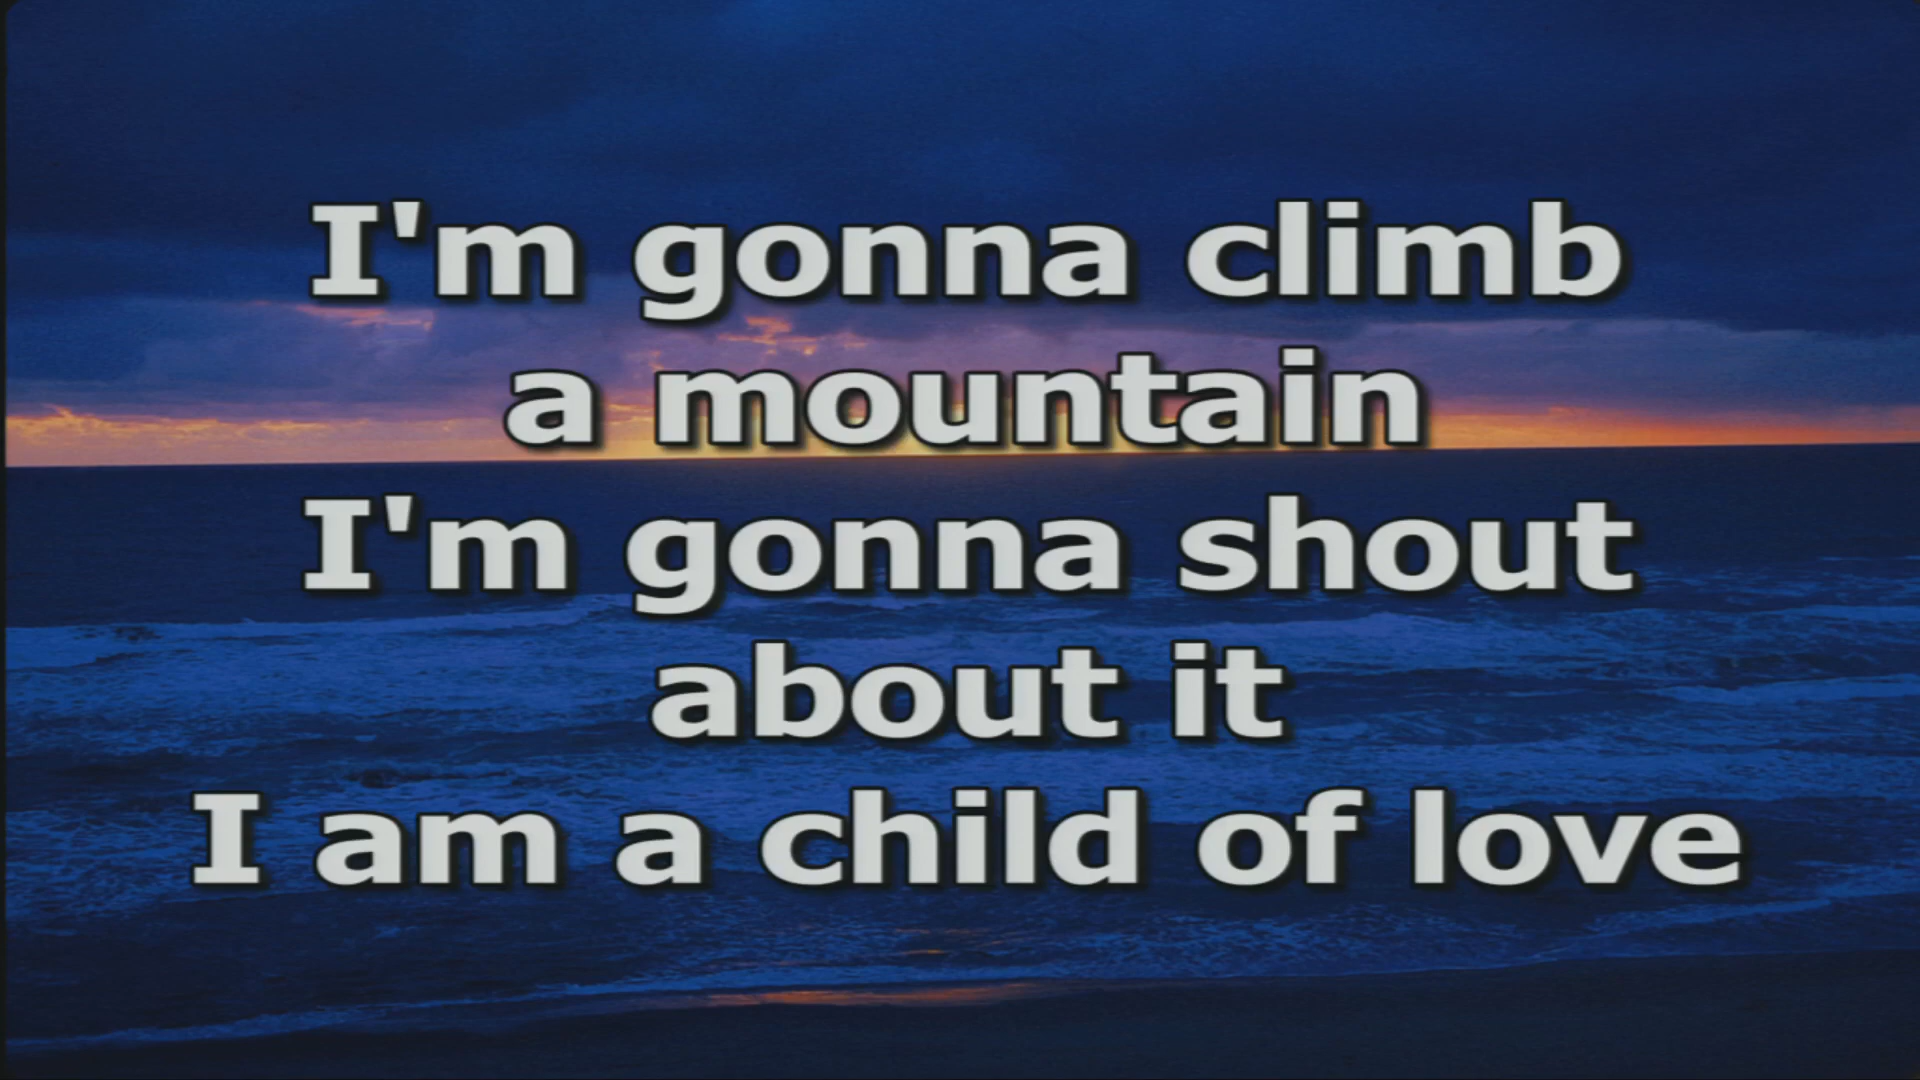 I'm gonna climb
a mountain
I'm gonna shout
about it
I am a child of love